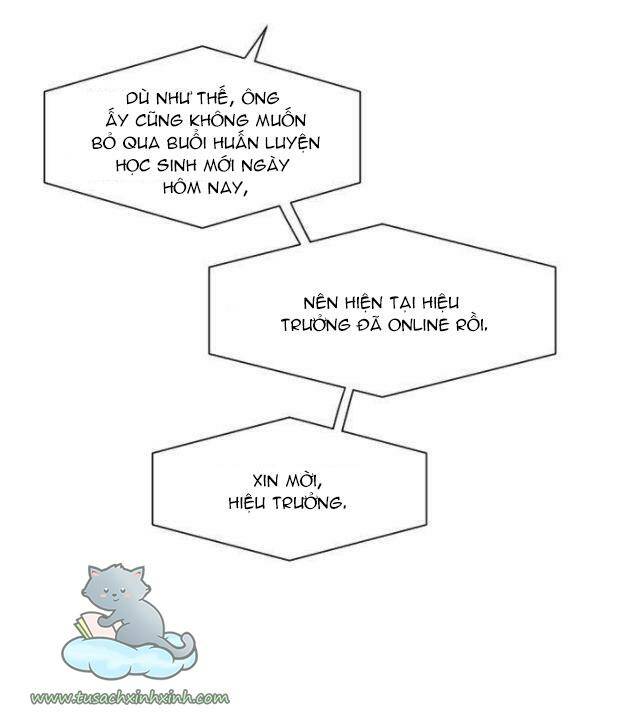 DÙ NHƯ THẾ, ÔNG
ẤY CŨNG KHÔNG MUỐN
BỎ QUA BUỔI HUẤN LUYỆN
HỌC SINH MỚI NGÀY
HÔM NAY,
NÊN HIỆN TẠI HIỆU
TRƯỞNG ĐÃ ONLINE RỒI.
XIN MỜI,
HIỆU TRƯỞNG.
www.tusachxinhxinh.com